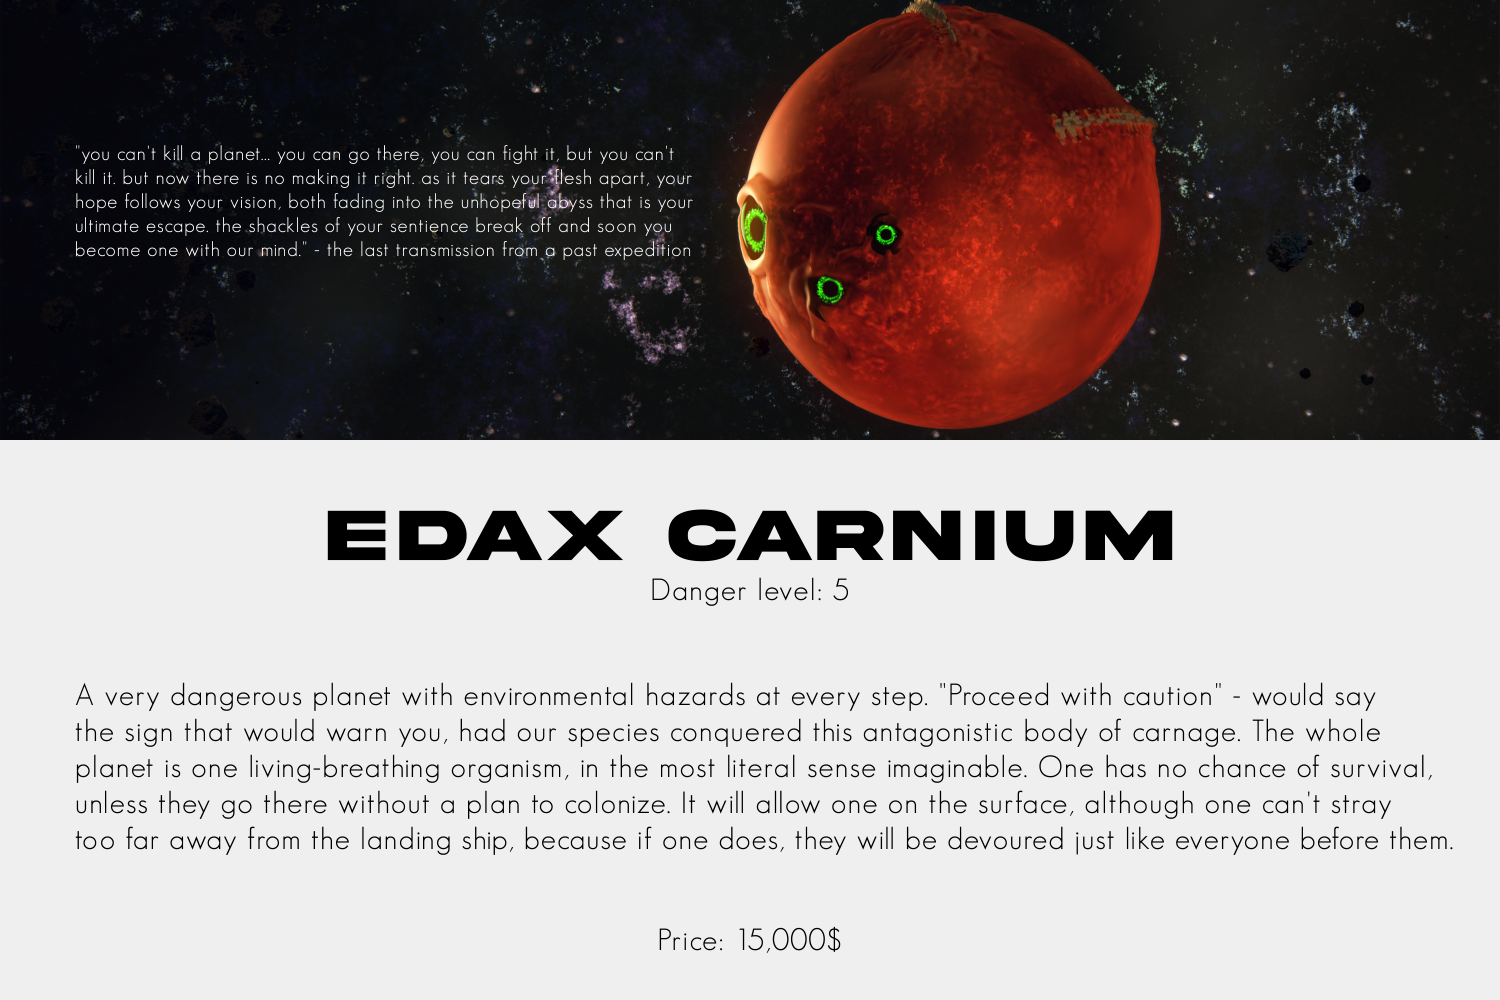 "you can't kill a planet... you can go there, you can fight it, but you can't
kill it. but now there is no making it right. as it tears your flesh apart, your
hope follows your vision, both fading into the unhopeful abyss that is your
ultimate escape. the shackles of your sentience break off and soon you
become one with our mind." - the last transmission from a past expedition
EDAX CARNIUM
Danger level: 5
A very dangerous planet with environmental hazards at every step. "Proceed with caution" - would say
the sign that would warn you, had our species conquered this antagonistic body of carnage. The whole
planet is one living-breathing organism, in the most literal sense imaginable. One has no chance of survival,
unless they go there without a plan to colonize. It will allow one on the surface, although one can't stray
too far away from the landing ship, because if one does, they will be devoured just like everyone before them.
Price: 15,000$